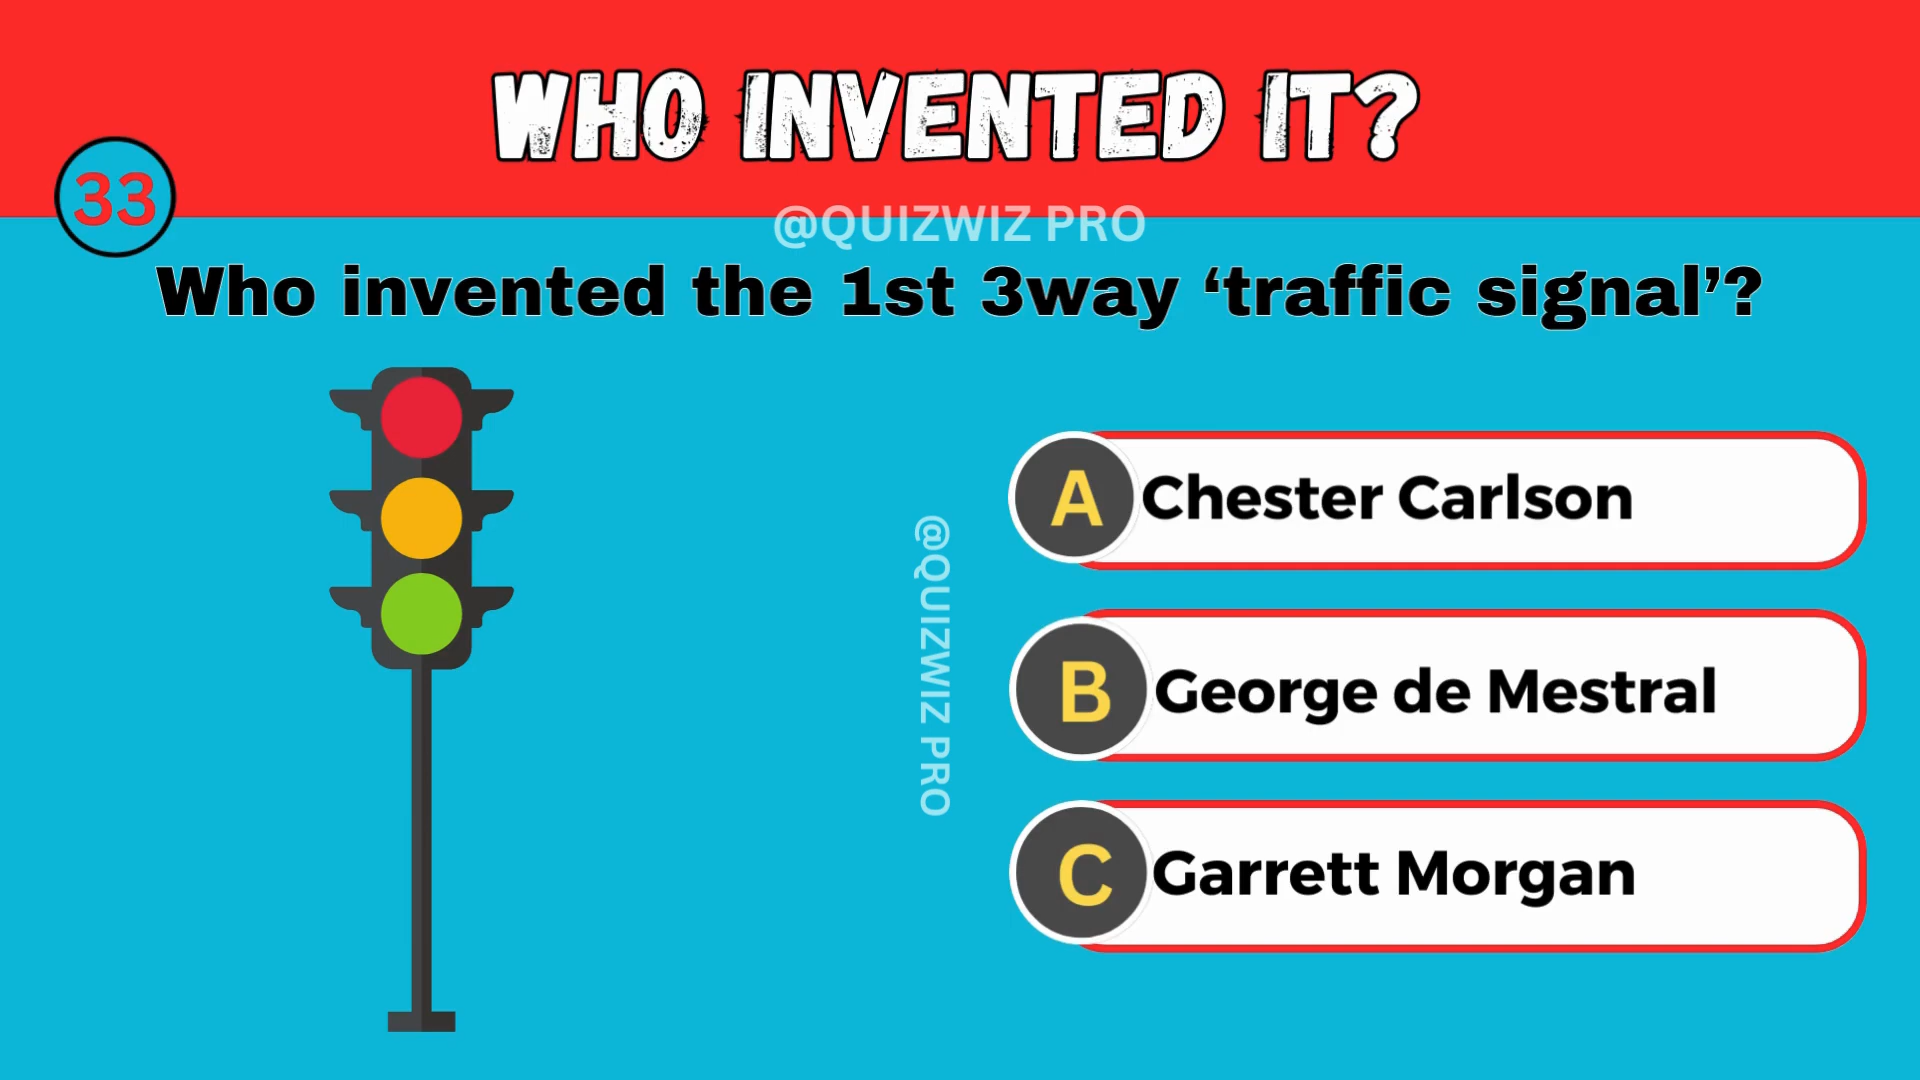 WHO INVENTED IT?
33
@QUIZWIZ PRO
Who invented the 1st 3way ‘traffic signal’?
A Chester Carlson
@QUIZWIZ PRO
B George de Mestral
C Garrett Morgan